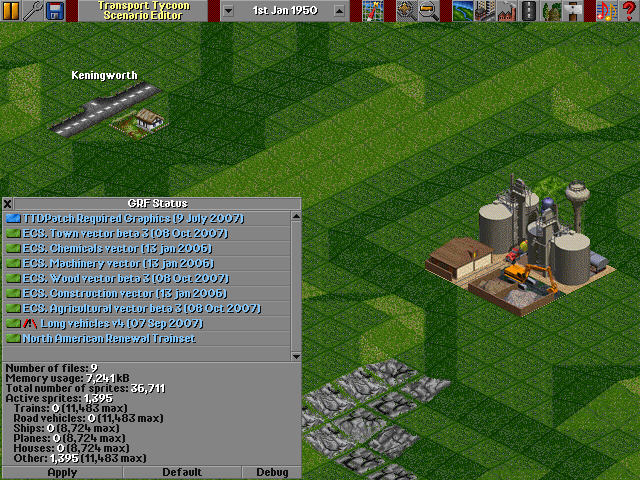 Transport Tycoon
Scenario Editor
1st Jan 1950
Keningworth
X GRF Status
TTDPatch Required Graphics (9 July 2007)
ECS. Town vector beta 3 (08 Oct 2007)
ECS. Chemicals vector (13 jan 2006)
ECS. Machinery vector (13 jan 2006)
ECS. Wood vector beta 3 (08 Oct 2007)
ECS. Construction vector (13 jan 2006)
ECS. Agricultural vector beta 3 (08 Oct 2007)
Long vehicles v4 (07 Sep 2007)
North American Renewal Trainset
Number of files: 9
Memory usage: 7,241 kB
Total number of sprites: 36,711
Active sprites: 1,395
Trains: 0 (11,483 max)
Road vehicles: 0 (11,483 max)
Ships: 0 (8,724 max)
Planes: 0 (8,724 max)
Houses: 0 (8,724 max)
Other: 1,395 (11,483 max)
Apply Default Debug